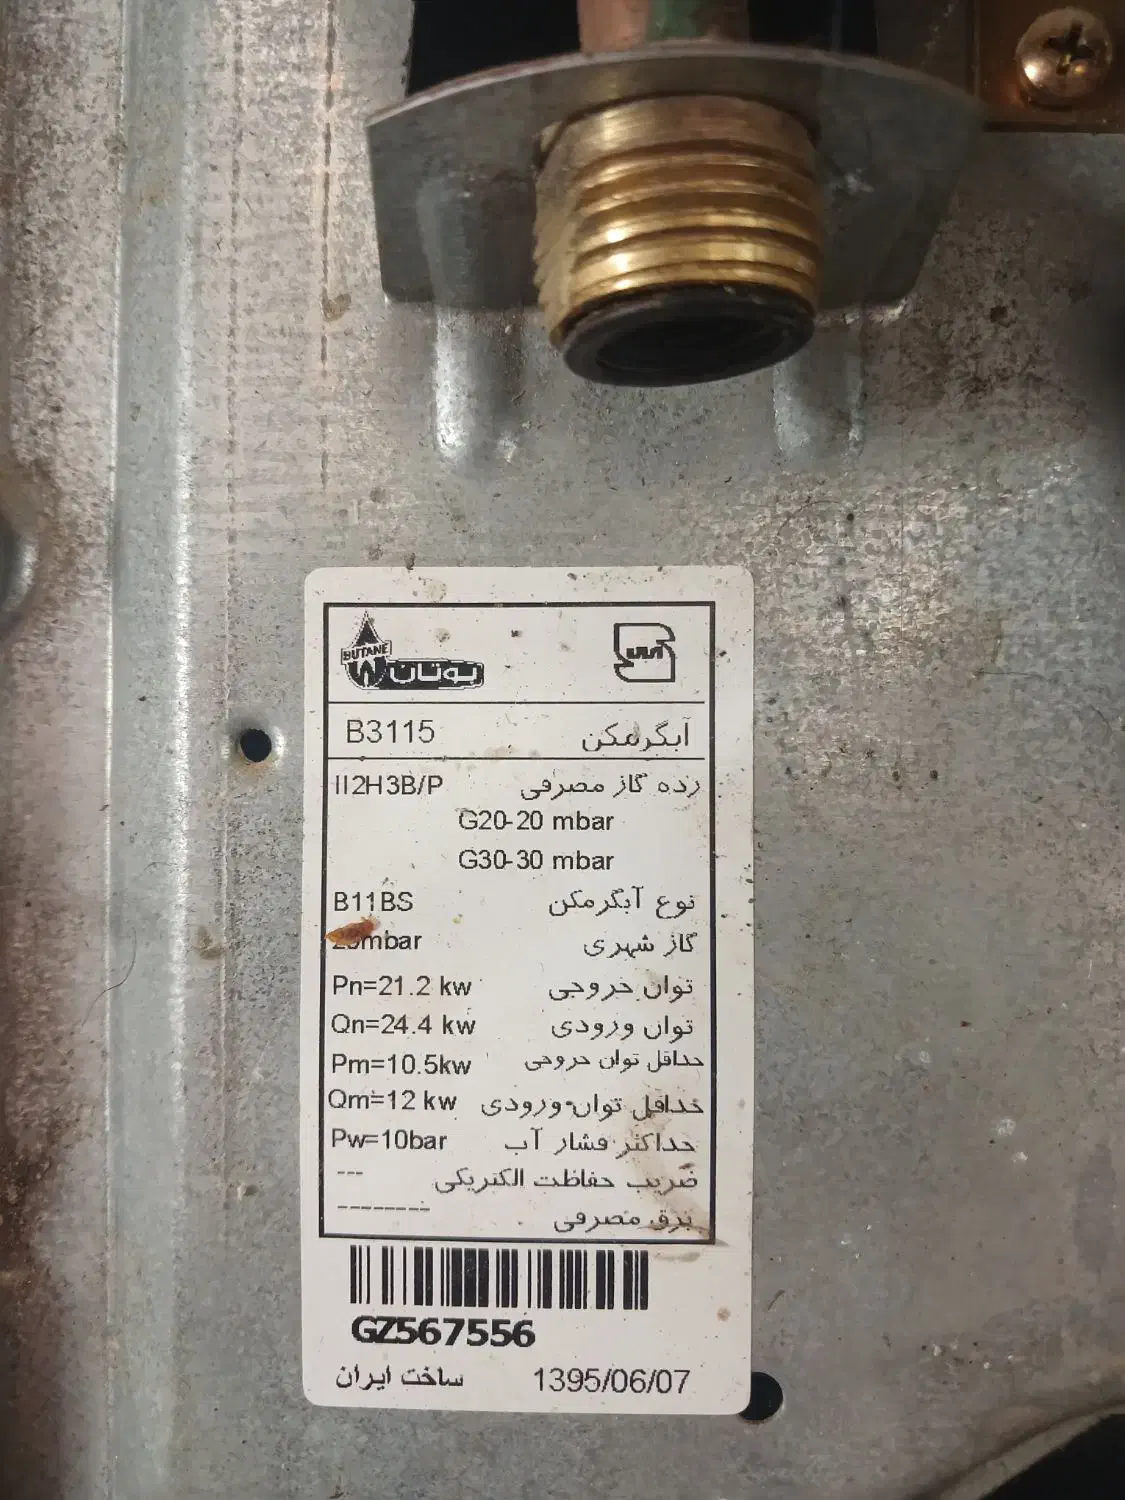 BUTANE
بوتان
B3115 آبگرمکن
II2H3B/P رده گاز مصرفی
G20-20 mbar
G30-30 mbar
B11BS نوع آبگرمکن
mbar گاز شهری
Pn=21.2 kw توان خروجی
Qn=24.4 kw توان ورودی
Pm=10.5kw حداقل توان خروجی
Qm=12 kw حداقل توان ورودی
Pw=10bar حداکثر فشار آب
--- ضریب حفاظت الکتریکی
-------- برق مصرفی
GZ567556
ساخت ایران 1395/06/07